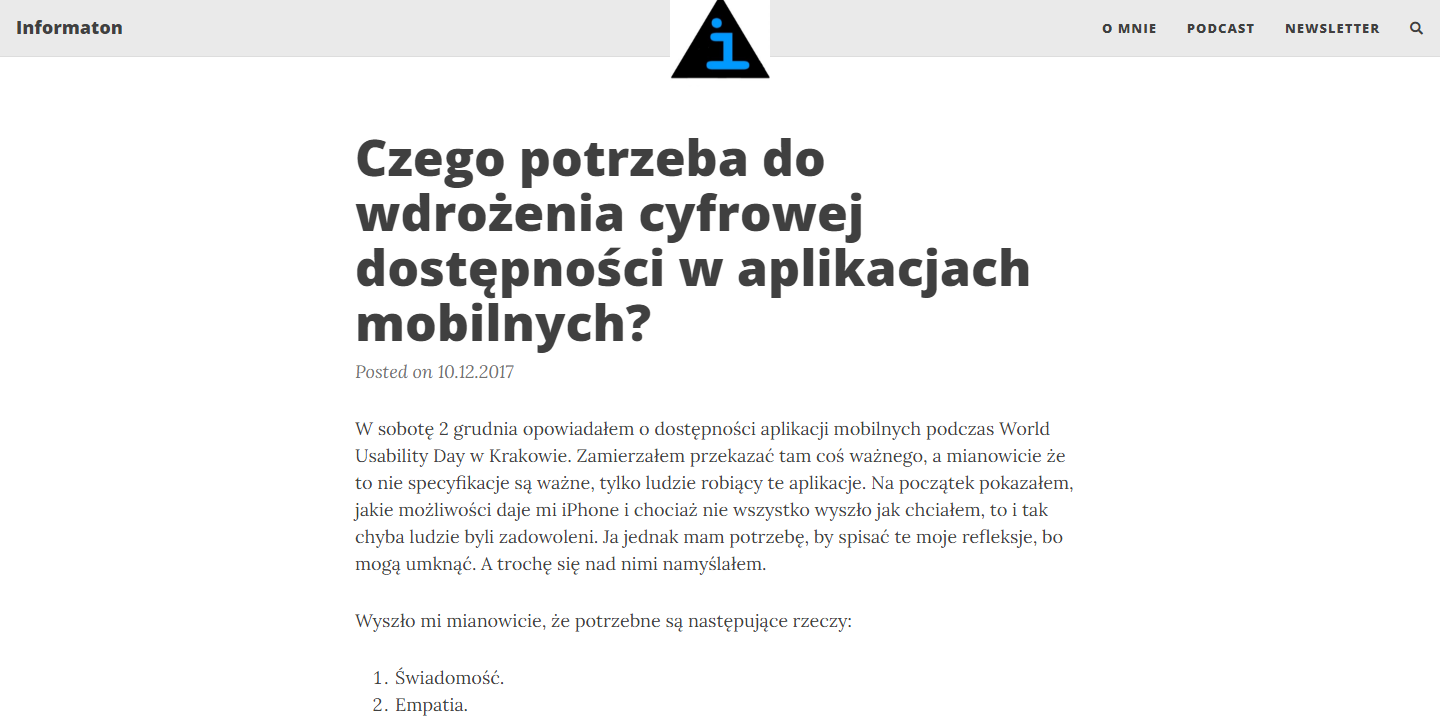 Informaton
i
O MNIE
PODCAST
NEWSLETTER
Czego potrzeba do
wdrożenia cyfrowej
dostępności w aplikacjach
mobilnych?
Posted on 10.12.2017
W sobotę 2 grudnia opowiadałem o dostępności aplikacji mobilnych podczas World
Usability Day w Krakowie. Zamierzałem przekazać tam coś ważnego, a mianowicie że
to nie specyfikacje są ważne, tylko ludzie robiący te aplikacje. Na początek pokazałem,
jakie możliwości daje mi iPhone i chociaż nie wszystko wyszło jak chciałem, to i tak
chyba ludzie byli zadowoleni. Ja jednak mam potrzebę, by spisać te moje refleksje, bo
mogą umknąć. A trochę się nad nimi namyślałem.
Wyszło mi mianowicie, że potrzebne są następujące rzeczy:
1. Świadomość.
2. Empatia.